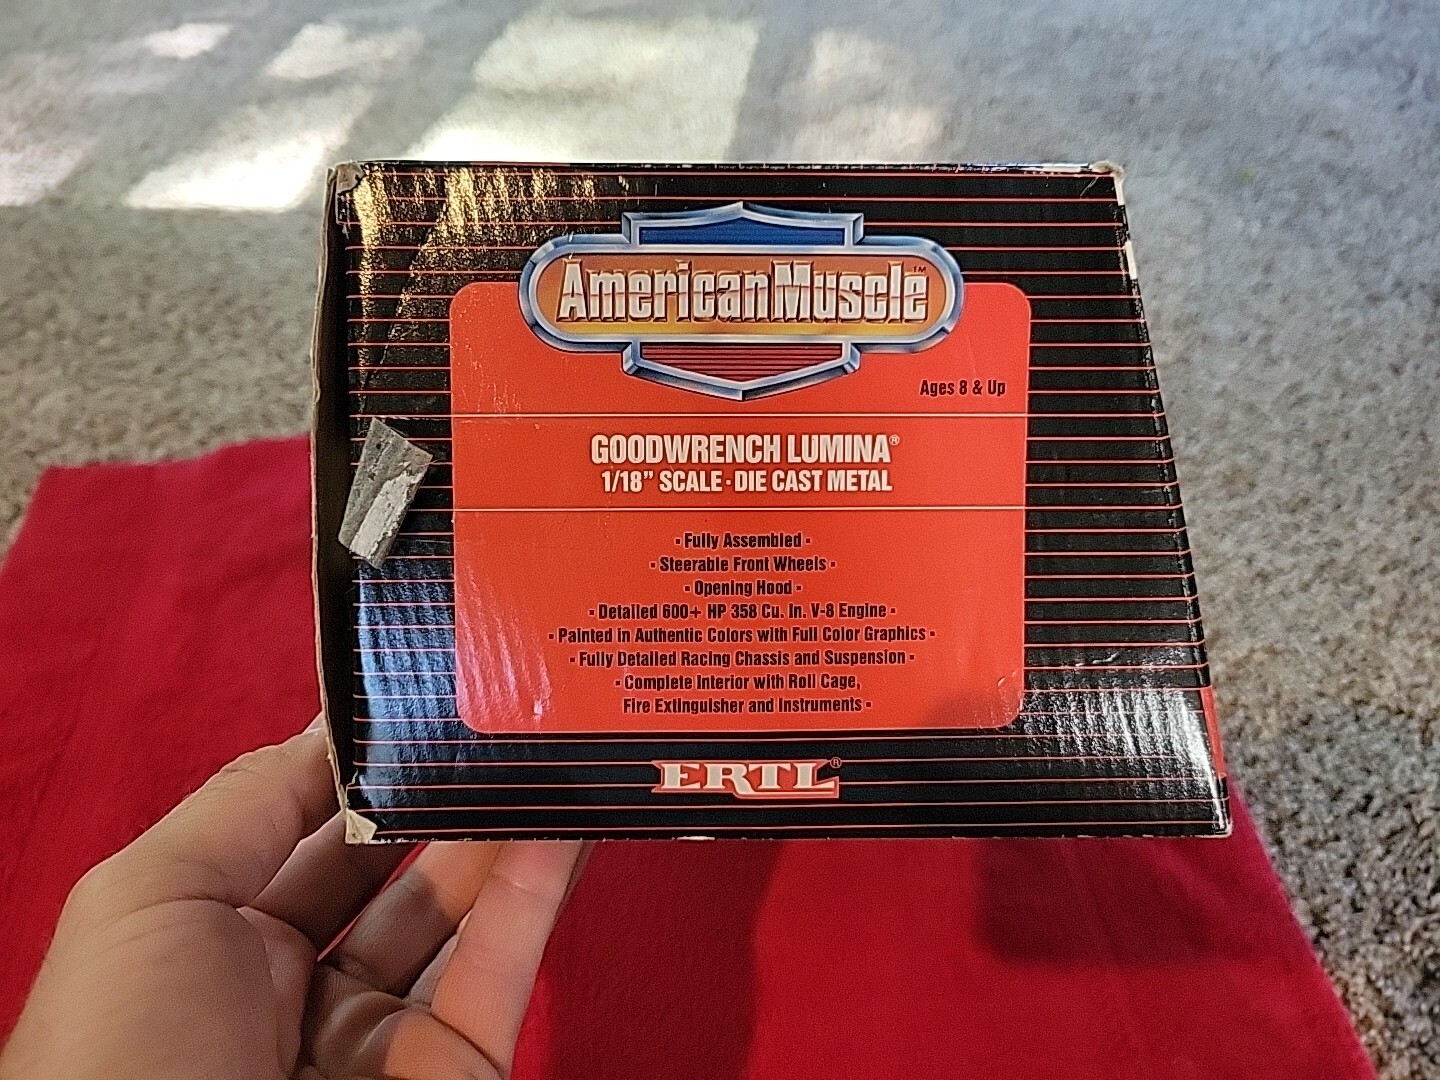 AmericanMuscle™
Ages 8 & Up
GOODWRENCH LUMINA®
1/18” SCALE · DIE CAST METAL
· Fully Assembled ·
· Steerable Front Wheels ·
· Opening Hood ·
· Detailed 600+ HP 358 Cu. In. V-8 Engine ·
· Painted in Authentic Colors with Full Color Graphics ·
· Fully Detailed Racing Chassis and Suspension ·
· Complete Interior with Roll Cage,
Fire Extinguisher and Instruments ·
ERTL®